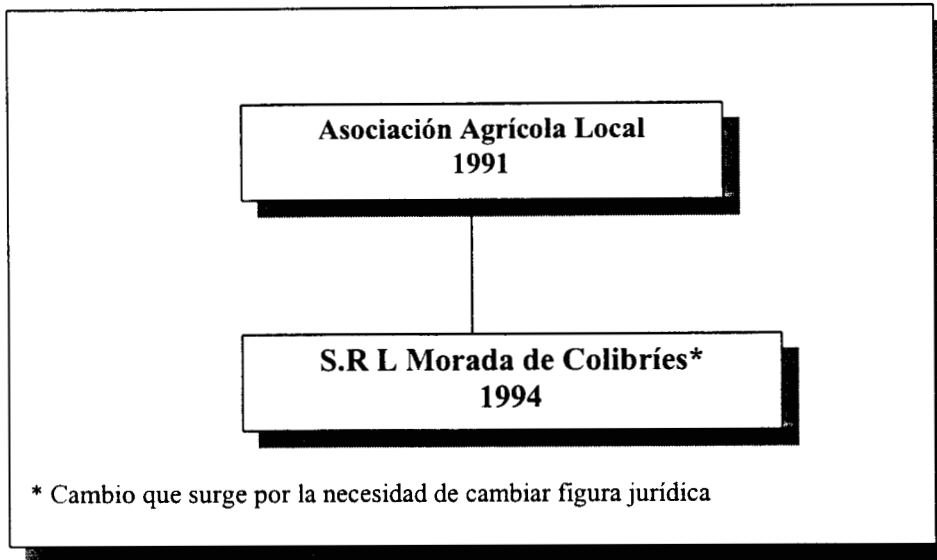 Asociación Agrícola Local
1991
S.R L Morada de Colibríes*
1994
* Cambio que surge por la necesidad de cambiar figura jurídica